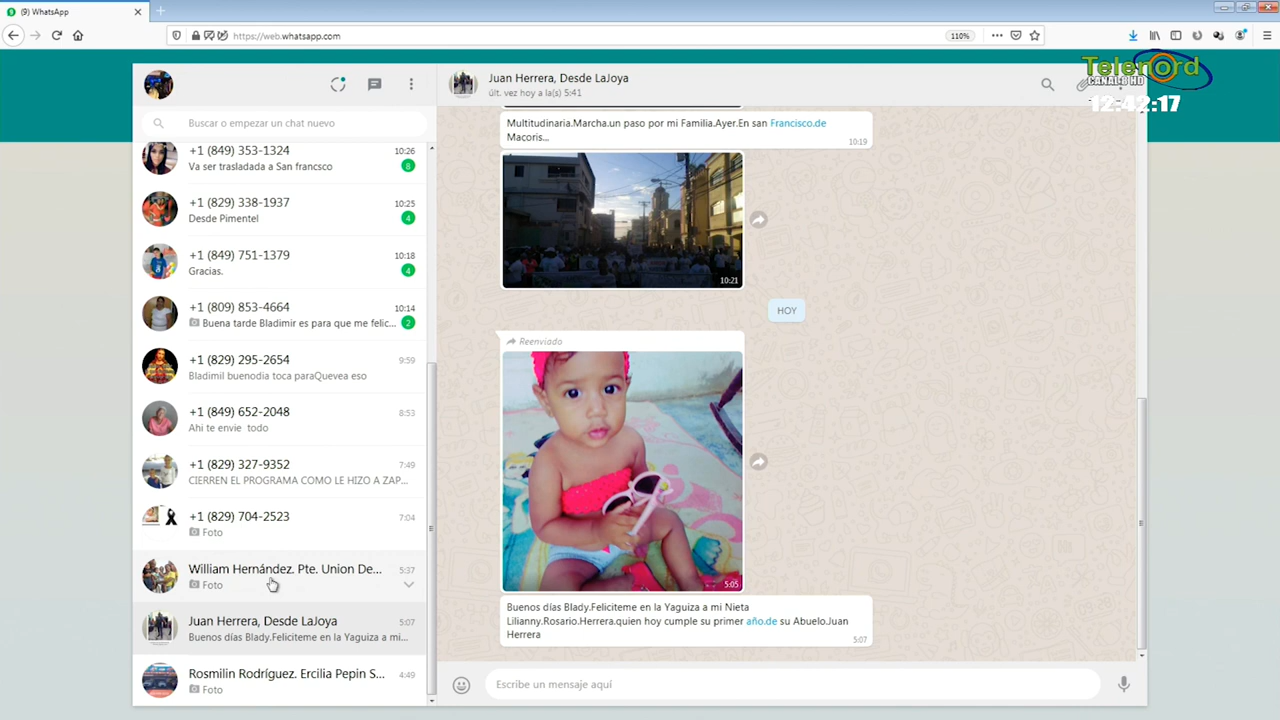 (9) WhatsApp
https://web.whatsapp.com
110%
Telenord
CANAL 8 HD
12:42:17
Juan Herrera, Desde LaJoya
últ. vez hoy a la(s) 5:41
Buscar o empezar un chat nuevo
+1 (849) 353-1324
10:26
Va ser trasladada a San francsco
8
+1 (829) 338-1937
10:25
Desde Pimentel
4
+1 (849) 751-1379
10:18
Gracias.
4
+1 (809) 853-4664
10:14
Buena tarde Bladimir es para que me felic...
2
+1 (829) 295-2654
9:59
Bladimil buenodia toca paraQuevea eso
+1 (849) 652-2048
8:53
Ahi te envie todo
+1 (829) 327-9352
7:49
CIERREN EL PROGRAMA COMO LE HIZO A ZAP...
+1 (829) 704-2523
7:04
Foto
William Hernández. Pte. Union De...
5:37
Foto
Juan Herrera, Desde LaJoya
5:07
Buenos días Blady.Feliciteme en la Yaguiza a mi...
Rosmilin Rodríguez. Ercilia Pepin S...
4:49
Foto
Multitudinaria.Marcha.un paso por mi Familia.Ayer.En san Francisco.de
Macoris...
10:19
10:21
HOY
Reenviado
5:05
Buenos días Blady.Feliciteme en la Yaguiza a mi Nieta
Lilianny.Rosario.Herrera.quien hoy cumple su primer año.de su Abuelo.Juan
Herrera
5:07
Escribe un mensaje aquí